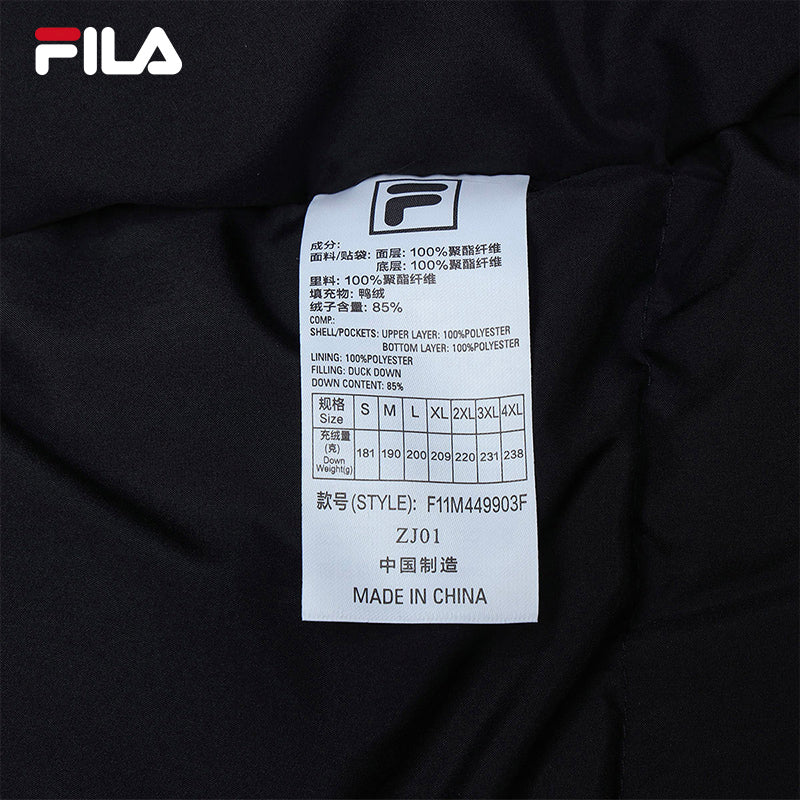 FILA
F
成分:
面料/贴袋: 面层: 100%聚酯纤维
底层: 100%聚酯纤维
里料: 100%聚酯纤维
填充物: 鸭绒
绒子含量: 85%
COMP.:
SHELL/POCKETS: UPPER LAYER: 100%POLYESTER
BOTTOM LAYER: 100%POLYESTER
LINING: 100%POLYESTER
FILLING: DUCK DOWN
DOWN CONTENT: 85%
规格 Size S M L XL 2XL 3XL 4XL
充绒量(克) Down Weight(g) 181 190 200 209 220 231 238
款号(STYLE): F11M449903F
ZJ01
中国制造
MADE IN CHINA